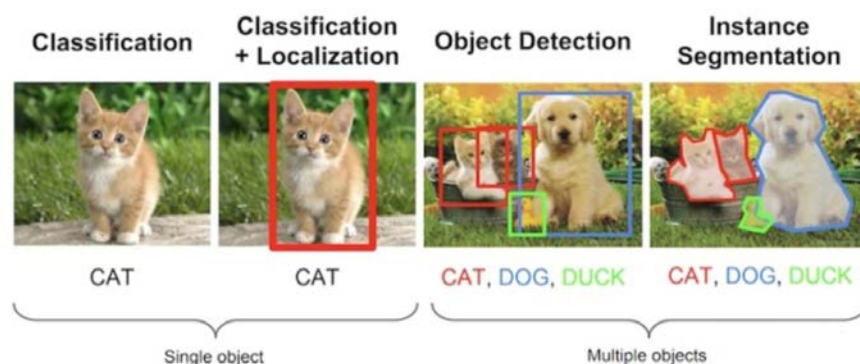 Classification
Classification
+ Localization
Object Detection
Instance
Segmentation
CAT
CAT
CAT, DOG, DUCK
CAT, DOG, DUCK
Single object
Multiple objects